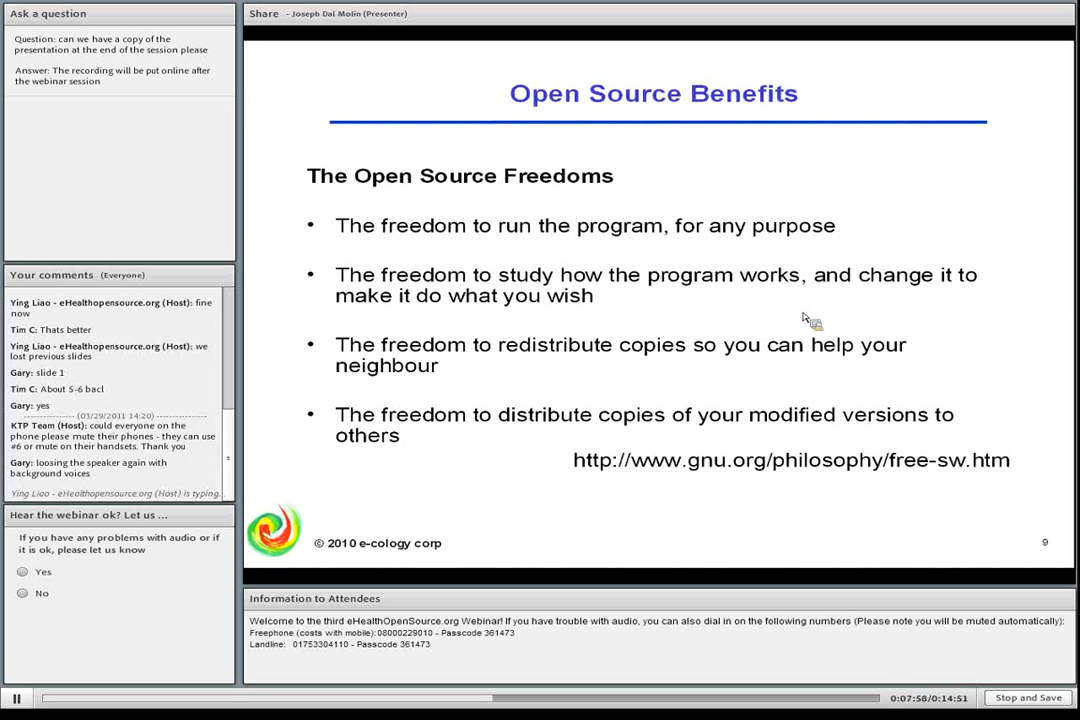 Ask a question
Question: can we have a copy of the
presentation at the end of the session please
Answer: The recording will be put online after
the webinar session
Your comments (Everyone)
Ying Liao - eHealthopensource.org (Host): fine
now
Tim C: Thats better
Ying Liao - eHealthopensource.org (Host): we
lost previous slides
Gary: slide 1
Tim C: About 5-6 bacl
Gary: yes
---------------- (03/29/2011 14:20) ---------------
KTP Team (Host): could everyone on the
phone please mute their phones - they can use
#6 or mute on their handsets. Thank you
Gary: loosing the speaker again with
background voices
Ying Liao - eHealthopensource.org (Host) is typing.
Hear the webinar ok? Let us ...
If you have any problems with audio or if
it is ok, please let us know
Yes
No
Share - Joseph Dal Molin (Presenter)
Open Source Benefits
The Open Source Freedoms
• The freedom to run the program, for any purpose
• The freedom to study how the program works, and change it to
make it do what you wish
• The freedom to redistribute copies so you can help your
neighbour
• The freedom to distribute copies of your modified versions to
others
http://www.gnu.org/philosophy/free-sw.htm
© 2010 e-cology corp
9
Information to Attendees
Welcome to the third eHealthOpenSource.org Webinar! If you have trouble with audio, you can also dial in on the following numbers (Please note you will be muted automatically):
Freephone (costs with mobile):08000229010 - Passcode 361473
Landline: 01753304110 - Passcode 361473
0:07:58/0:14:51
Stop and Save